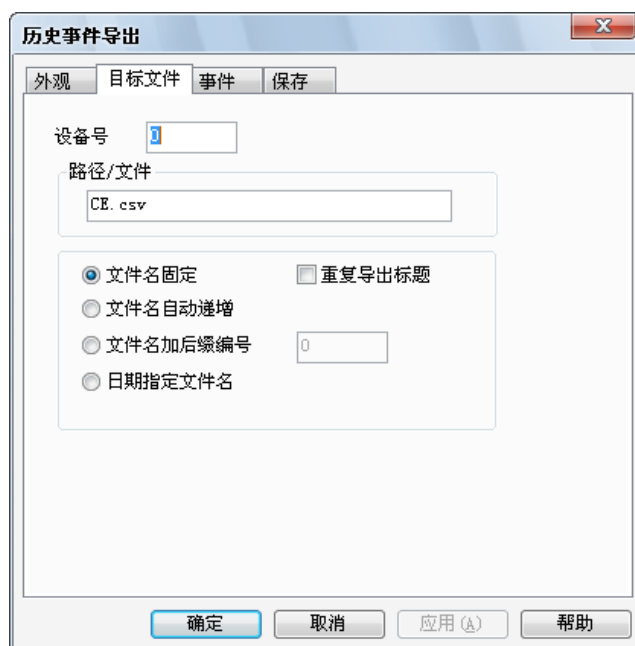 历史事件导出
外观 目标文件 事件 保存
设备号 0
路径/文件
CE.csv
文件名固定 重复导出标题
文件名自动递增
文件名加后缀编号 0
日期指定文件名
确定 取消 应用(A) 帮助